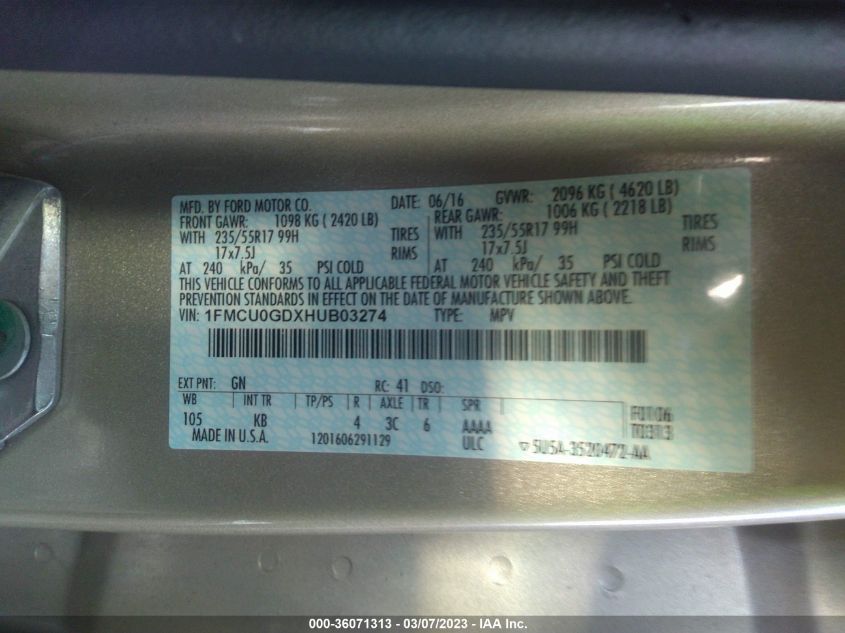 MFD. BY FORD MOTOR CO. DATE: 06/16 GVWR: 2096 KG ( 4620 LB)
FRONT GAWR: 1098 KG ( 2420 LB) REAR GAWR: 1006 KG ( 2218 LB)
WITH 235/55R17 99H TIRES WITH 235/55R17 99H TIRES
17x7.5J RIMS 17x7.5J RIMS
AT 240 kPa/ 35 PSI COLD AT 240 kPa/ 35 PSI COLD
THIS VEHICLE CONFORMS TO ALL APPLICABLE FEDERAL MOTOR VEHICLE SAFETY AND THEFT
PREVENTION STANDARDS IN EFFECT ON THE DATE OF MANUFACTURE SHOWN ABOVE.
VIN: 1FMCU0GDXHUB03274 TYPE: MPV
EXT PNT: GN RC: 41 DSO:
WB INT TR TP/PS R AXLE TR SPR
105 KB 4 3C 6 AAAA
MADE IN U.S.A. 1201606291129 ULC
F0106
T0313
5U5A-3520472-AA
000-36071313 - 03/07/2023 - IAA Inc.